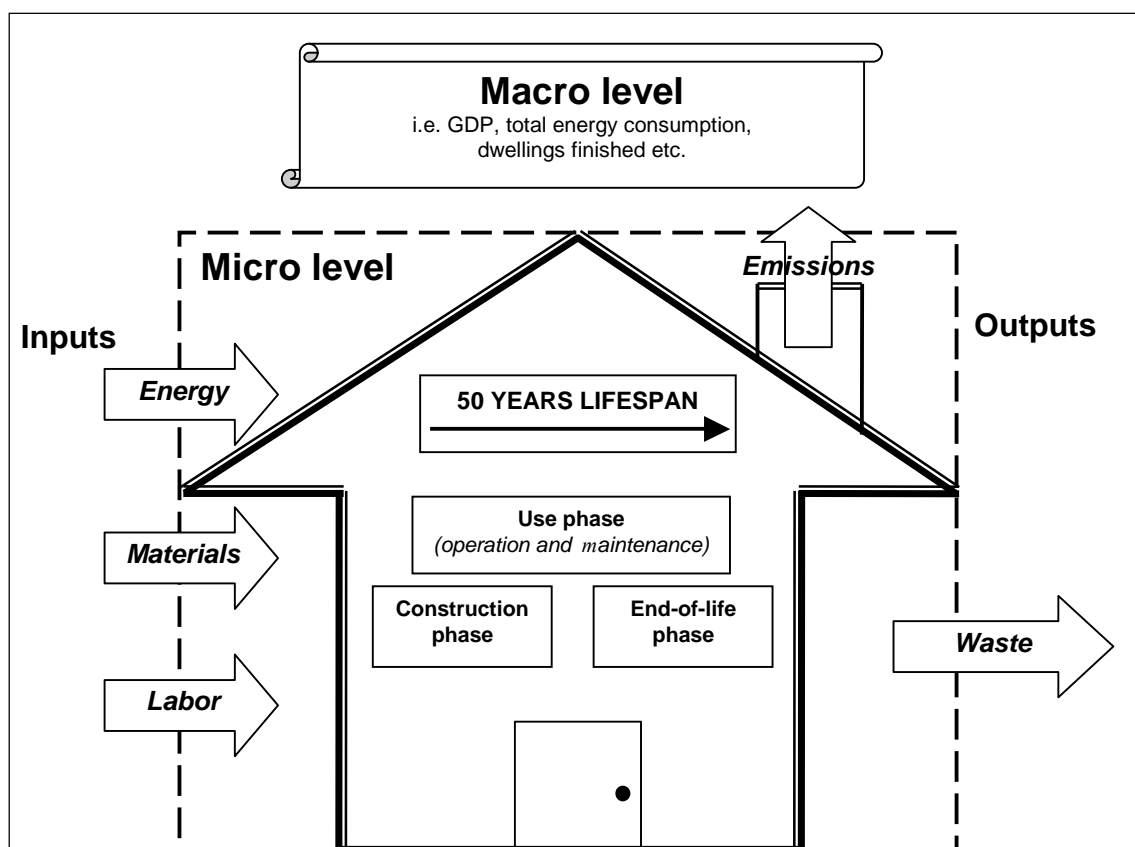 Macro level
i.e. GDP, total energy consumption,
dwellings finished etc.
Micro level
Emissions
Inputs
Outputs
Energy
50 YEARS LIFESPAN
Materials
Use phase
(operation and maintenance)
Construction
phase
End-of-life
phase
Labor
Waste